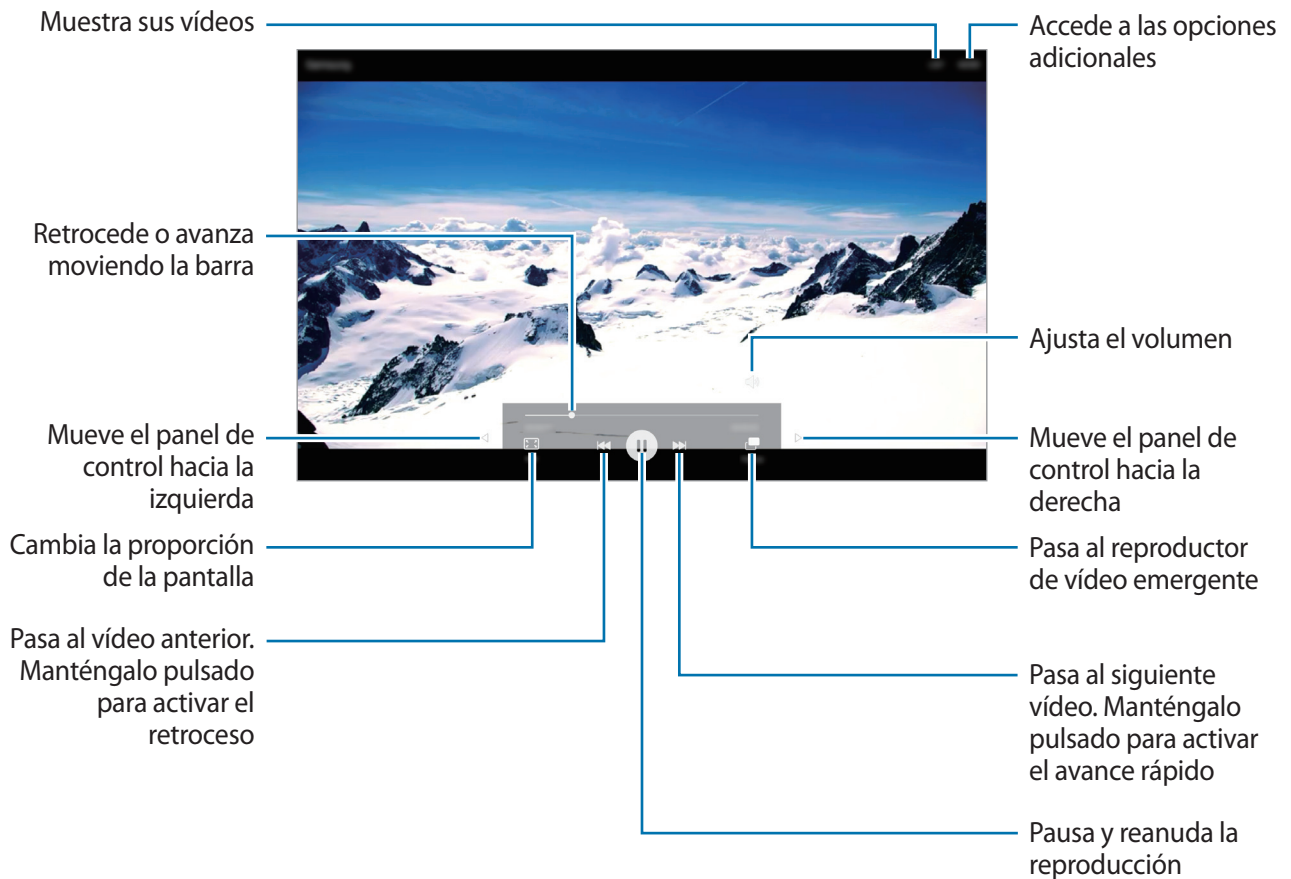 Muestra sus vídeos
Accede a las opciones
adicionales
Retrocede o avanza
moviendo la barra
Ajusta el volumen
Mueve el panel de
control hacia la
izquierda
Mueve el panel de
control hacia la
derecha
Cambia la proporción
de la pantalla
Pasa al reproductor
de vídeo emergente
Pasa al vídeo anterior.
Manténgalo pulsado
para activar el
retroceso
Pasa al siguiente
vídeo. Manténgalo
pulsado para activar
el avance rápido
Pausa y reanuda la
reproducción